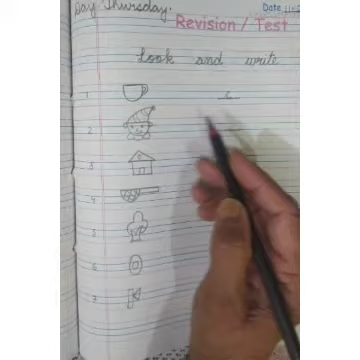 Day Thursday.
Date
Revision / Test
Look and write
1 c
2
3
4
5
6
7